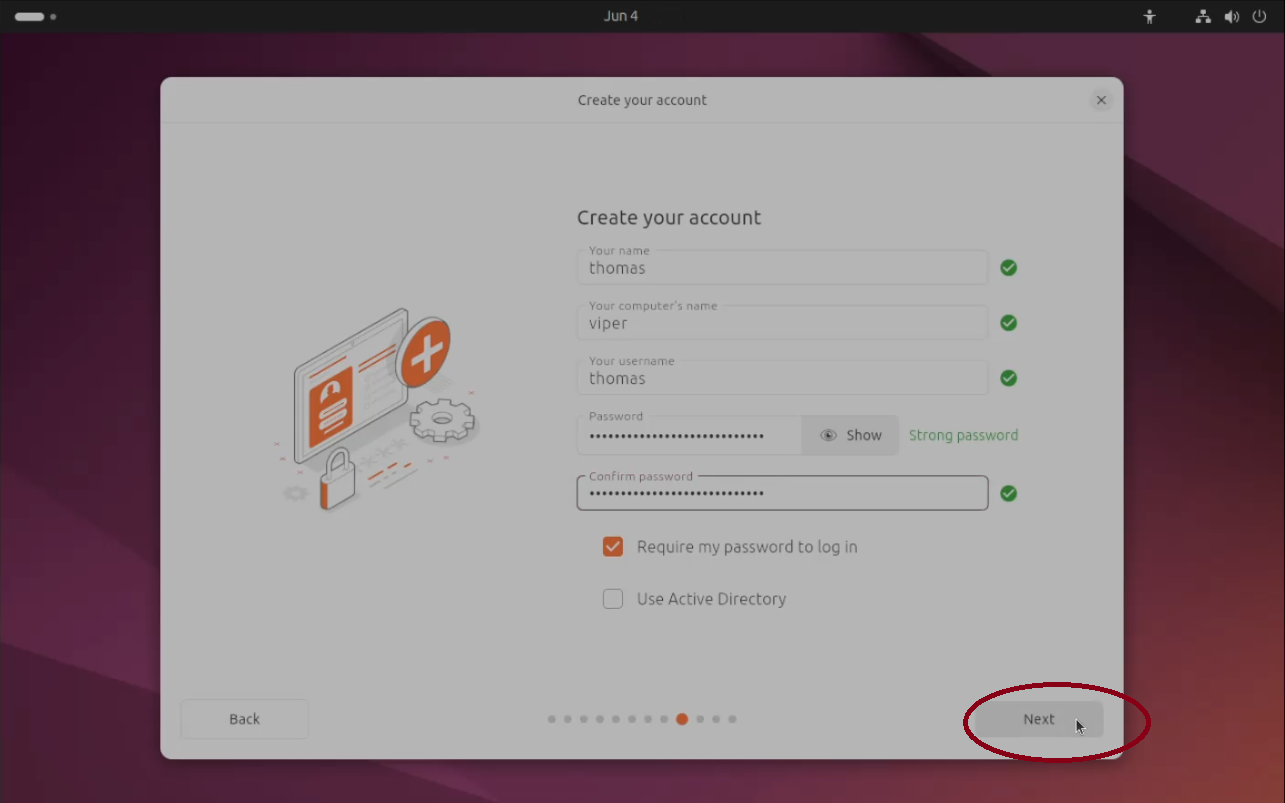 Jun 4
Create your account
Create your account
Your name
thomas
Your computer's name
viper
Your username
thomas
Password
••••••••••••••••••••••••••••
Show
Strong password
Confirm password
••••••••••••••••••••••••••••
Require my password to log in
Use Active Directory
Back
Next